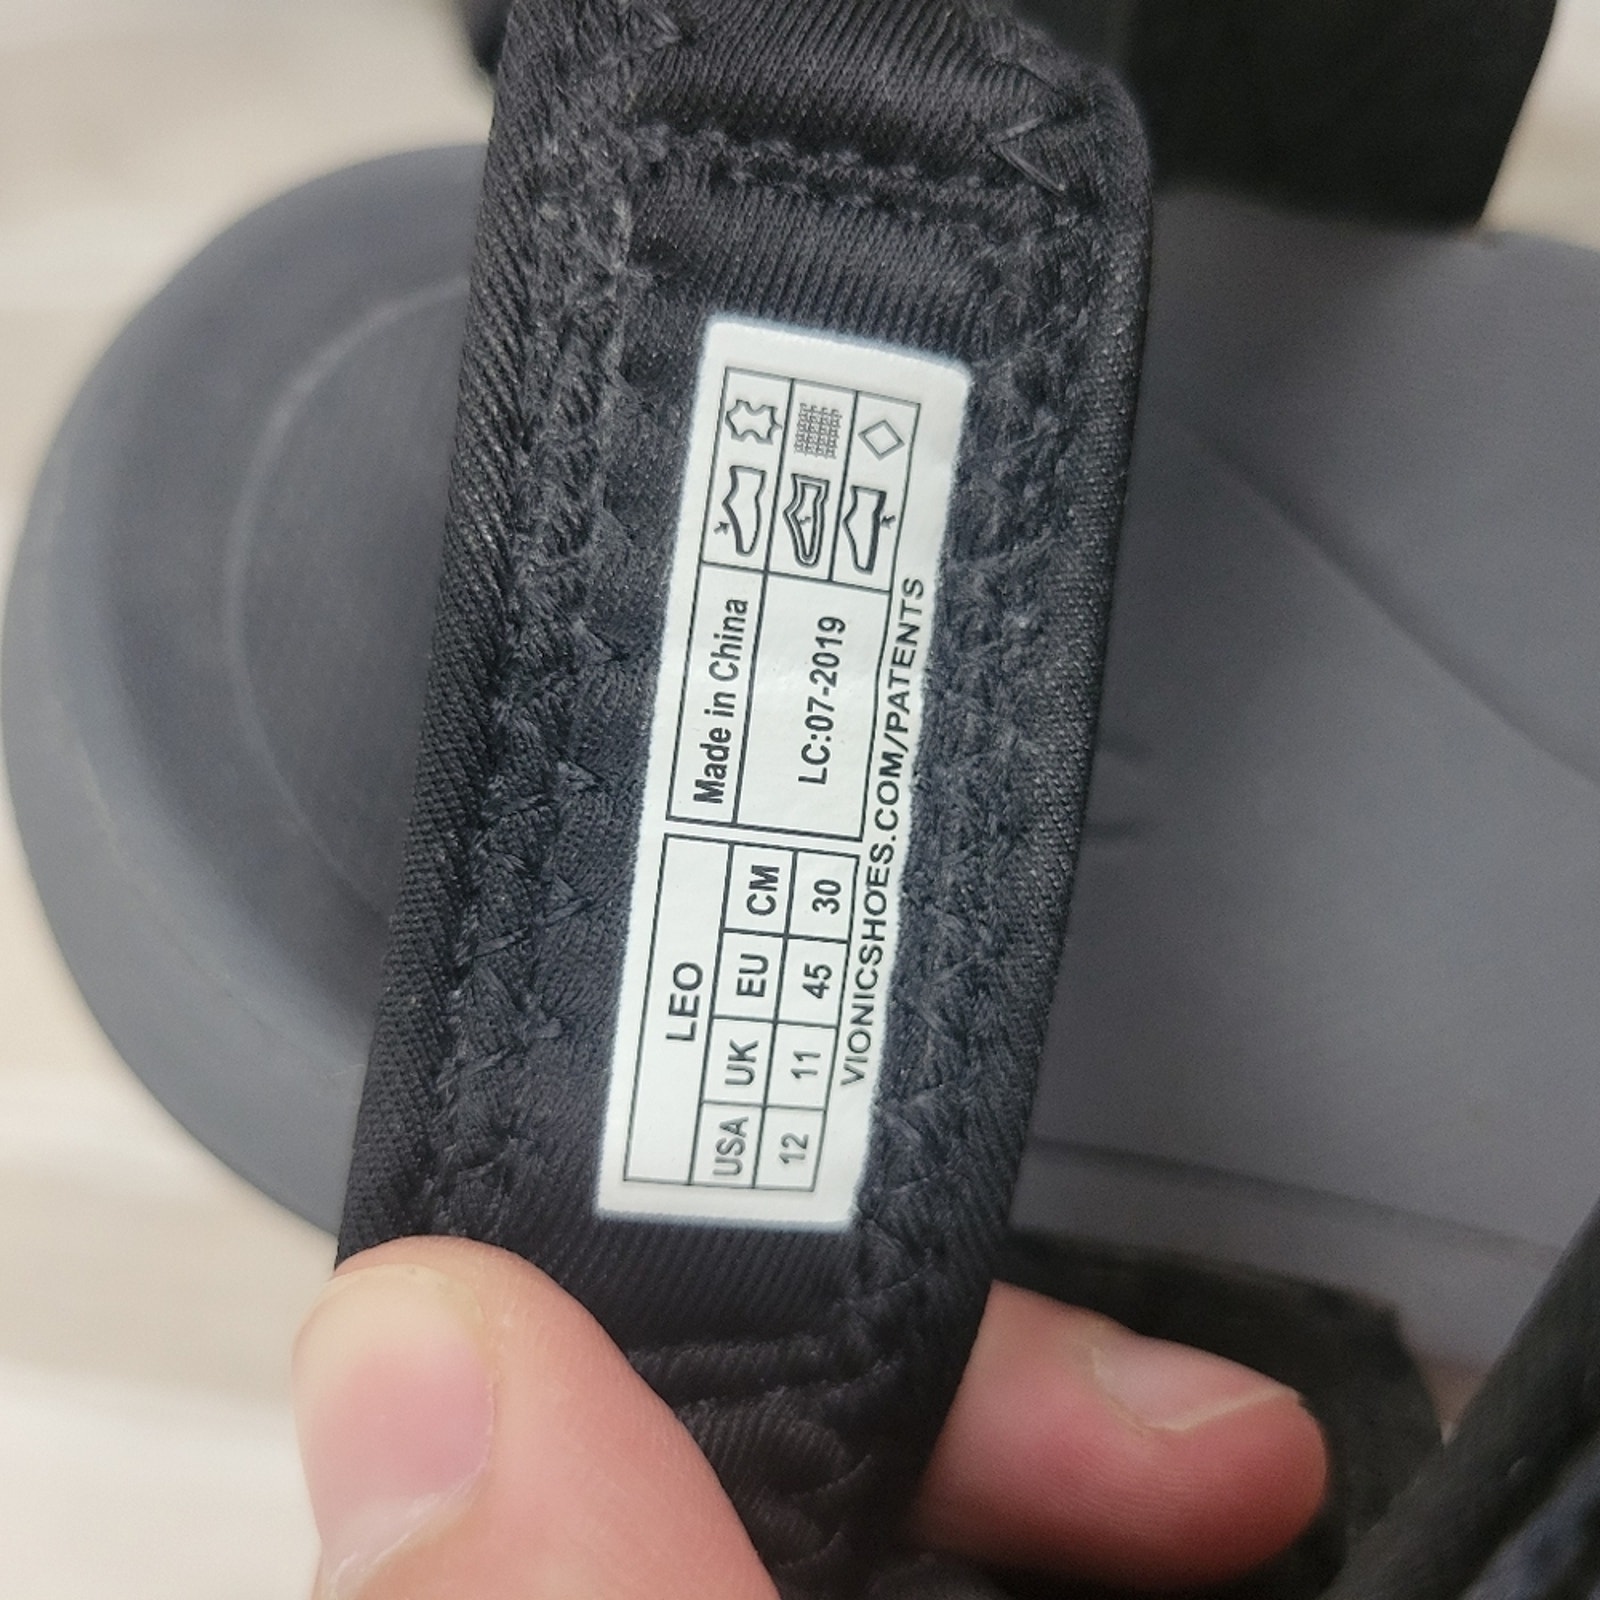 LEO
USA UK EU CM
12 11 45 30
Made in China
LC:07-2019
VIONICSHOES.COM/PATENTS